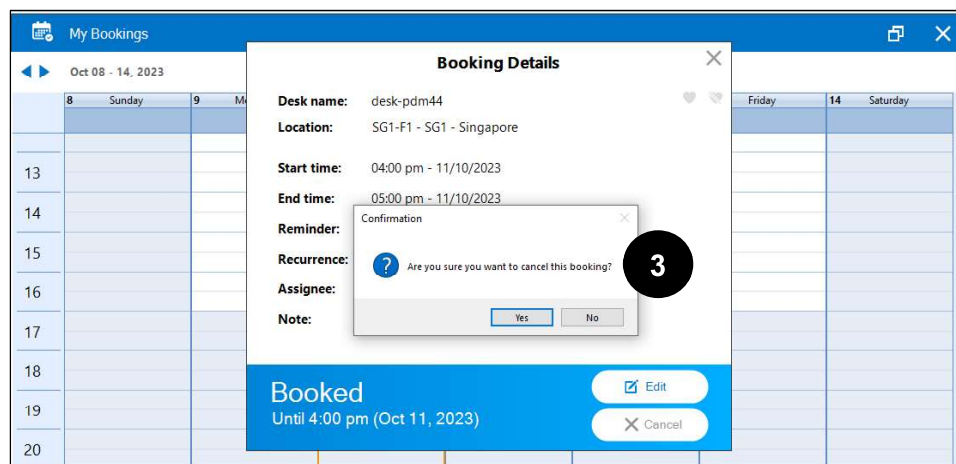 My Bookings
Oct 08 - 14, 2023
Booking Details
8 Sunday 9 Friday 14 Saturday
Desk name: desk-pdm44
Location: SG1-F1 - SG1 - Singapore
Start time: 04:00 pm - 11/10/2023
End time: 05:00 pm - 11/10/2023
Reminder:
Confirmation
Recurrence:
Are you sure you want to cancel this booking?
3
Assignee:
Note:
Yes No
13
14
15
16
17
18
19
20
Booked
Until 4:00 pm (Oct 11, 2023)
Edit
Cancel